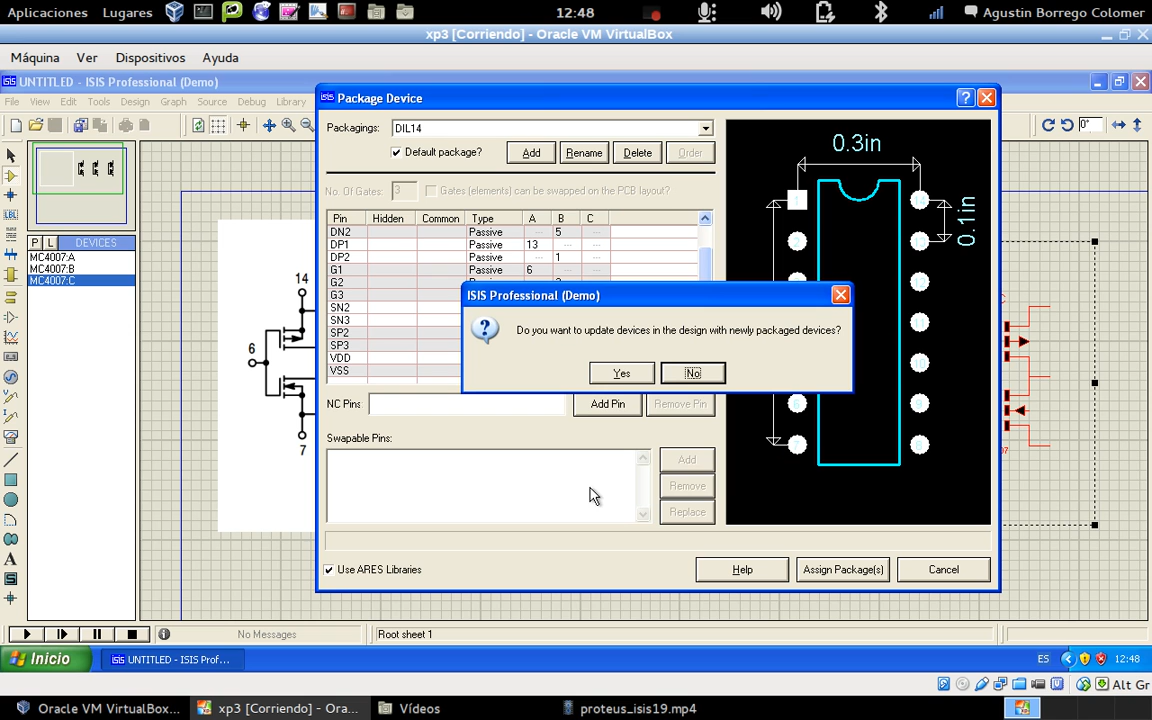 Aplicaciones Lugares 12:48 Agustin Borrego Colomer
xp3 [Corriendo] - Oracle VM VirtualBox
Máquina Ver Dispositivos Ayuda
UNTITLED - ISIS Professional (Demo)
File View Edit Tools Design Graph Source Debug Library
Package Device
Packagings: DIL14
Default package? Add Rename Delete Order
No. Of Gates: 3 Gates (elements) can be swapped on the PCB layout?
Pin Hidden Common Type A B C
DN2 Passive --- 5 ---
DP1 Passive 13 --- ---
DP2 Passive --- 1 ---
G1 Passive 6 --- ---
G2
G3
SN2
SN3
SP2
SP3
VDD
VSS
NC Pins: Add Pin Remove Pin
Swapable Pins:
Add
Remove
Replace
Use ARES Libraries
Help Assign Package(s) Cancel
0.3in
0.1in
ISIS Professional (Demo)
Do you want to update devices in the design with newly packaged devices?
Yes No
P L DEVICES
MC4007:A
MC4007:B
MC4007:C
LBL
A
S
14
6
7
0°
No Messages Root sheet 1
Inicio UNTITLED - ISIS Prof... ES 12:48
Alt Gr
Oracle VM VirtualBox... xp3 [Corriendo] - Ora... Vídeos proteus_isis19.mp4